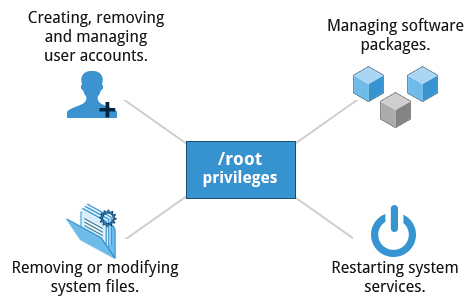 Creating, removing
and managing
user accounts.
Managing software
packages.
/root
privileges
Removing or modifying
system files.
Restarting system
services.